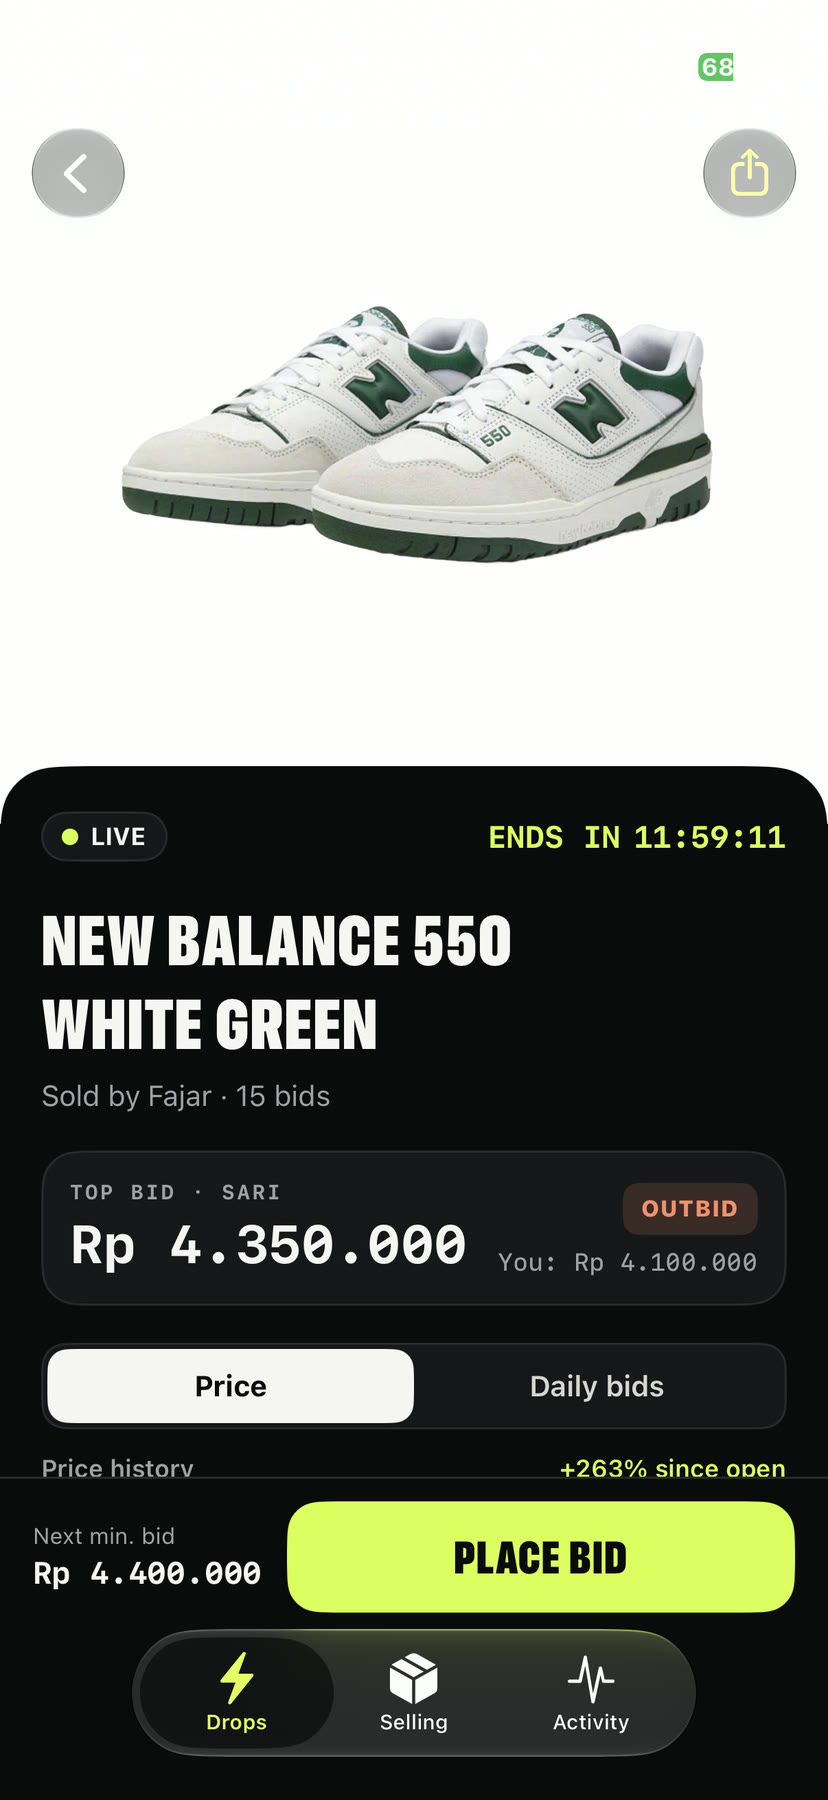 68
550
LIVE
ENDS IN 11:59:11
NEW BALANCE 550
WHITE GREEN
Sold by Fajar · 15 bids
TOP BID · SARI
Rp 4.350.000
OUTBID
You: Rp 4.100.000
Price
Daily bids
Price history
+263% since open
Next min. bid
Rp 4.400.000
PLACE BID
Drops
Selling
Activity